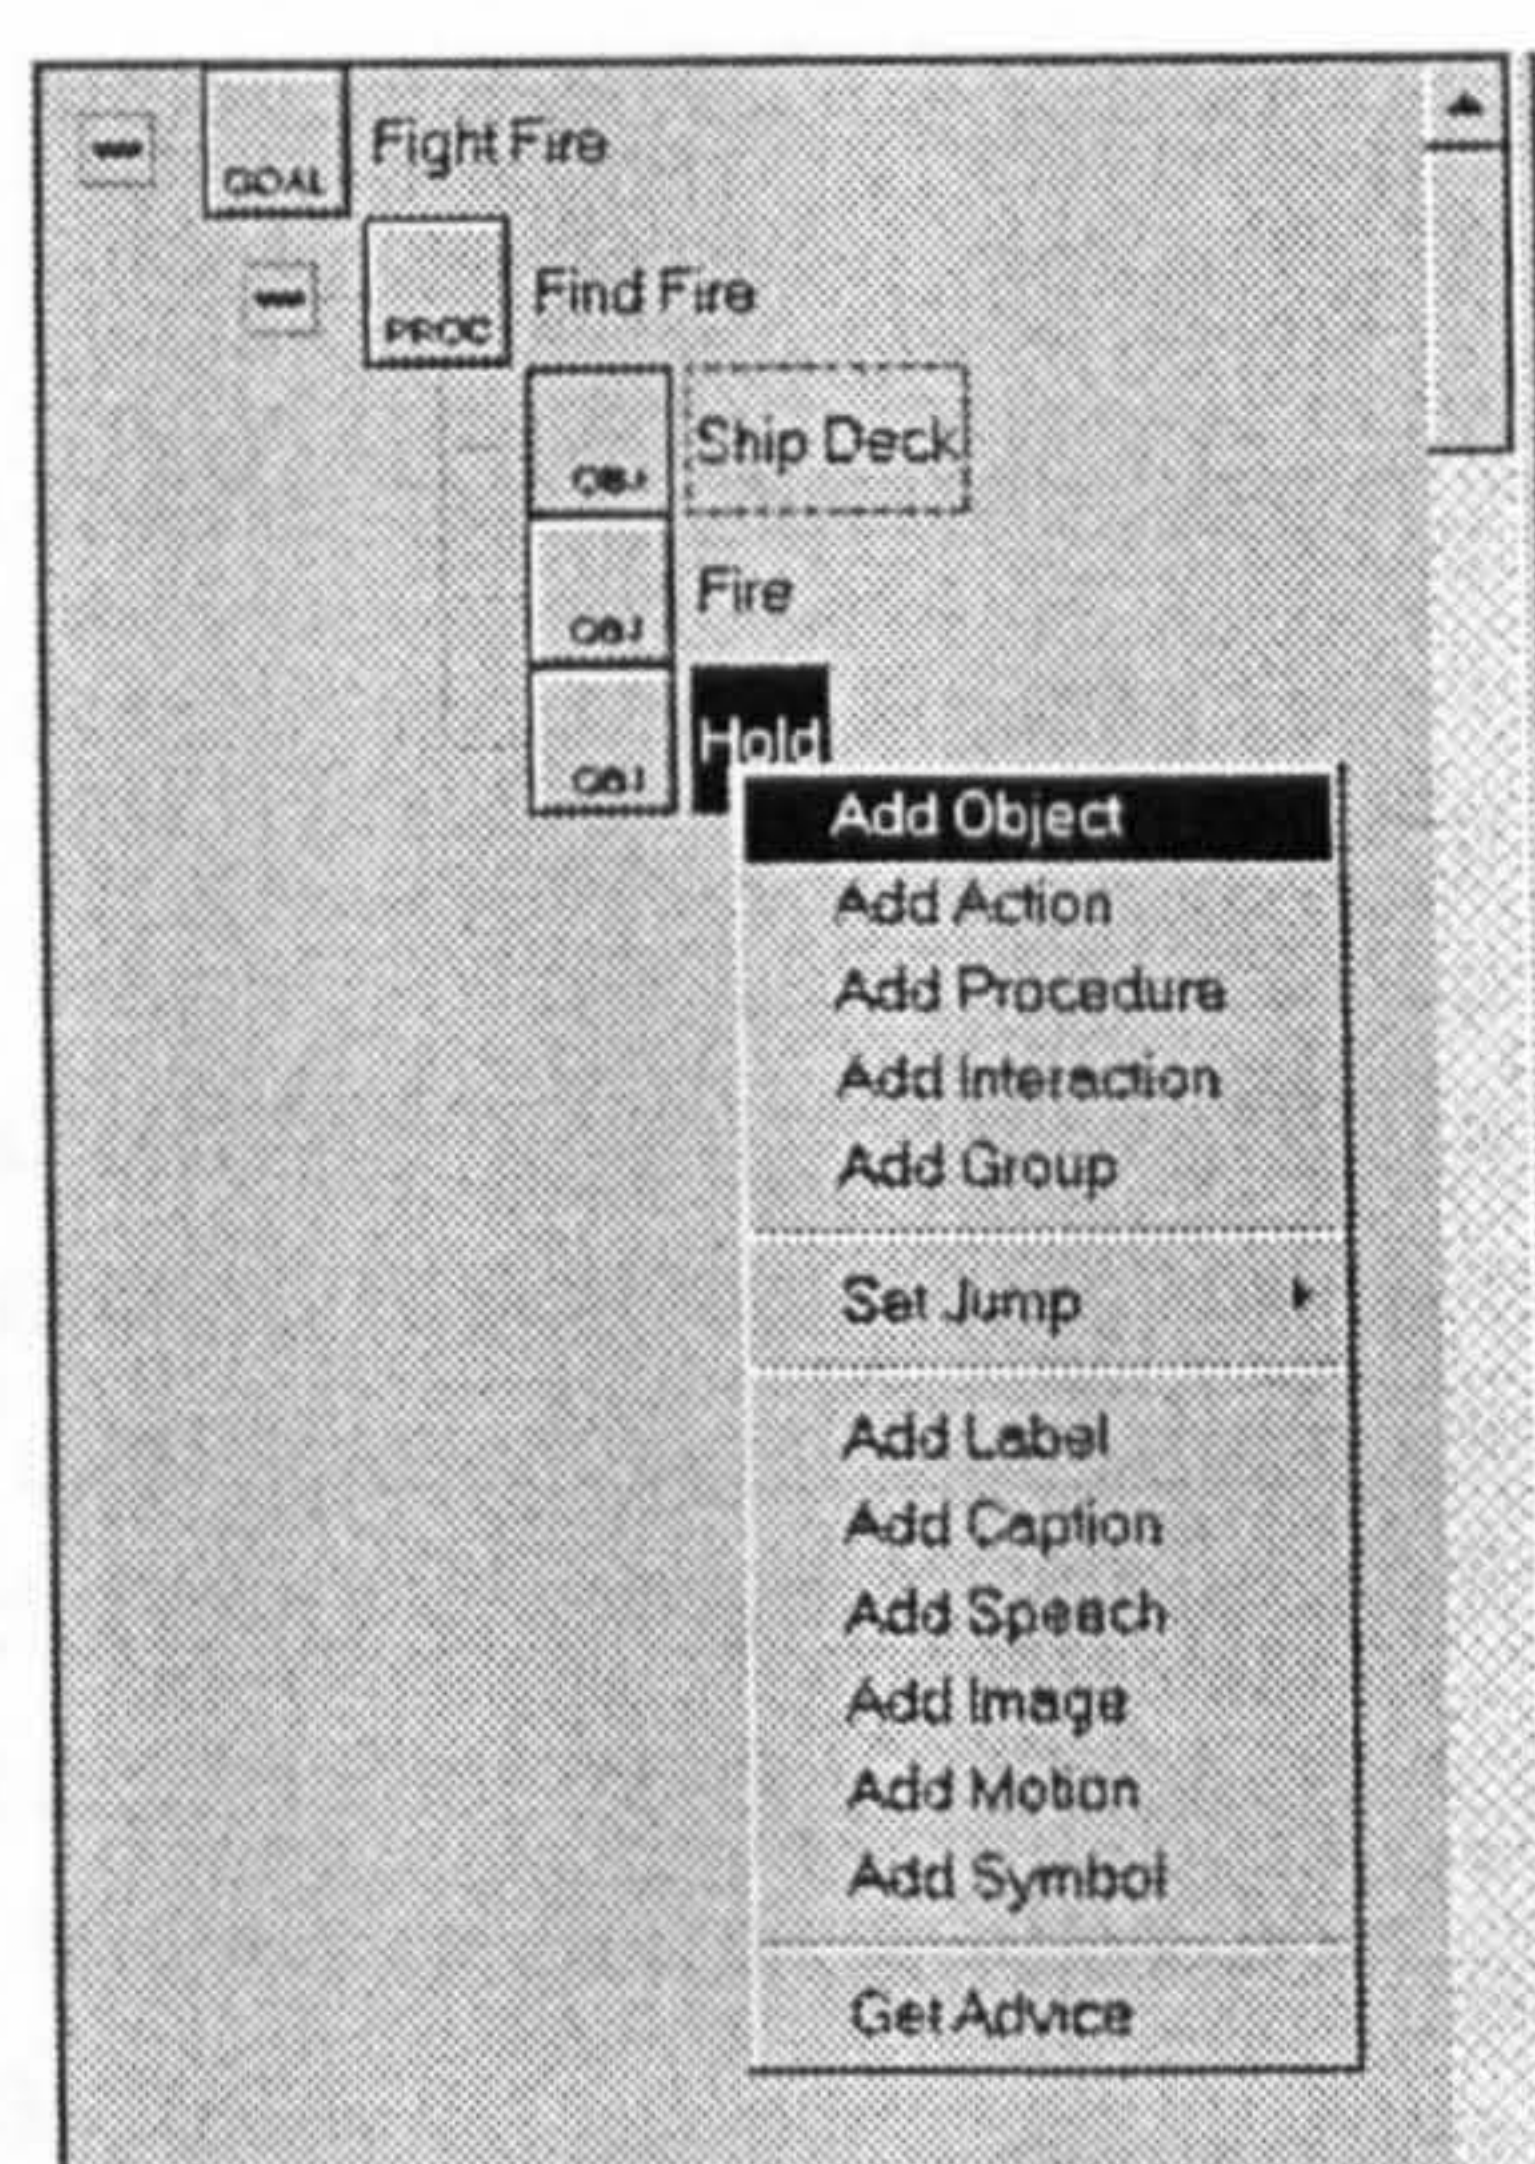 GOAL Fight Fire
PROC Find Fire
OBJ Ship Deck
OBJ Fire
OBJ Hold
Add Object
Add Action
Add Procedure
Add Interaction
Add Group
Set Jump
Add Label
Add Caption
Add Speech
Add Image
Add Motion
Add Symbol
Get Advice